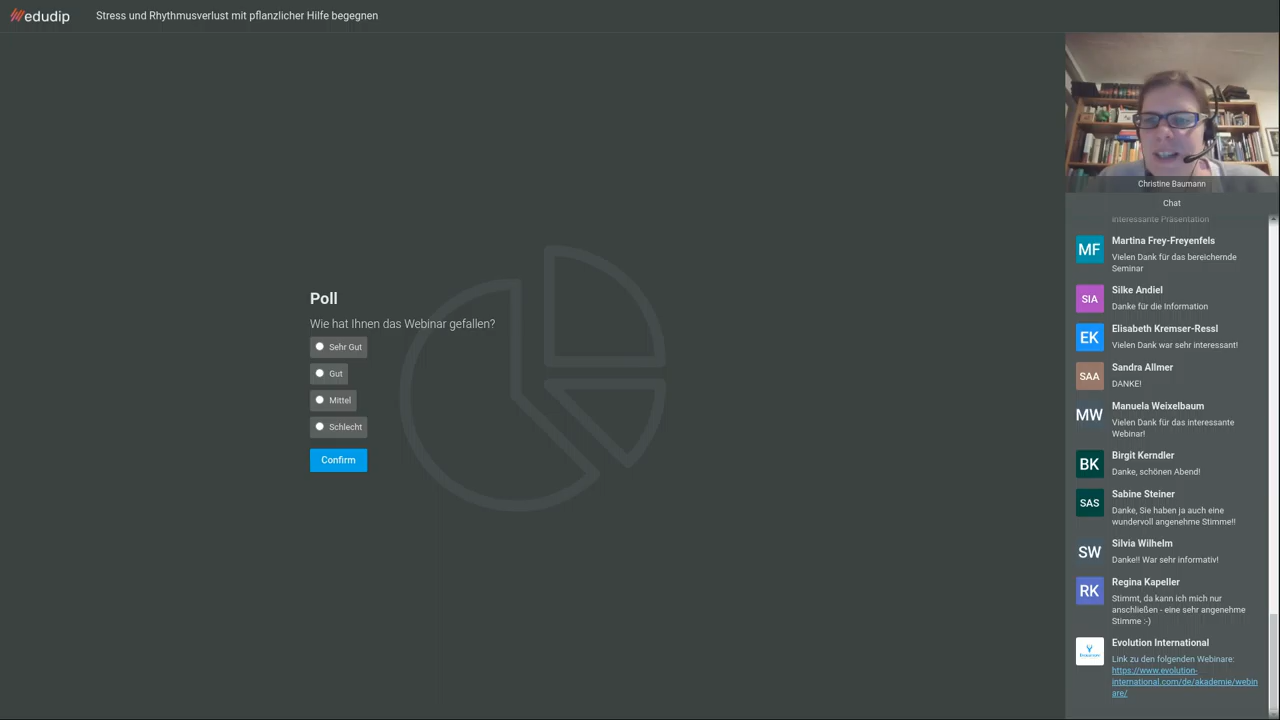 edudip
Stress und Rhythmusverlust mit pflanzlicher Hilfe begegnen
Poll
Wie hat Ihnen das Webinar gefallen?
Sehr Gut
Gut
Mittel
Schlecht
Confirm
Christine Baumann
Chat
interessante Präsentation
MF
Martina Frey-Freyenfels
Vielen Dank für das bereichernde
Seminar
SIA
Silke Andiel
Danke für die Information
EK
Elisabeth Kremser-Ressl
Vielen Dank war sehr interessant!
SAA
Sandra Allmer
DANKE!
MW
Manuela Weixelbaum
Vielen Dank für das interessante
Webinar!
BK
Birgit Kerndler
Danke, schönen Abend!
SAS
Sabine Steiner
Danke, Sie haben ja auch eine
wundervoll angenehme Stimme!!
SW
Silvia Wilhelm
Danke!! War sehr informativ!
RK
Regina Kapeller
Stimmt, da kann ich mich nur
anschließen - eine sehr angenehme
Stimme :-)
Evolution International
Link zu den folgenden Webinare:
https://www.evolution-
international.com/de/akademie/webin
are/